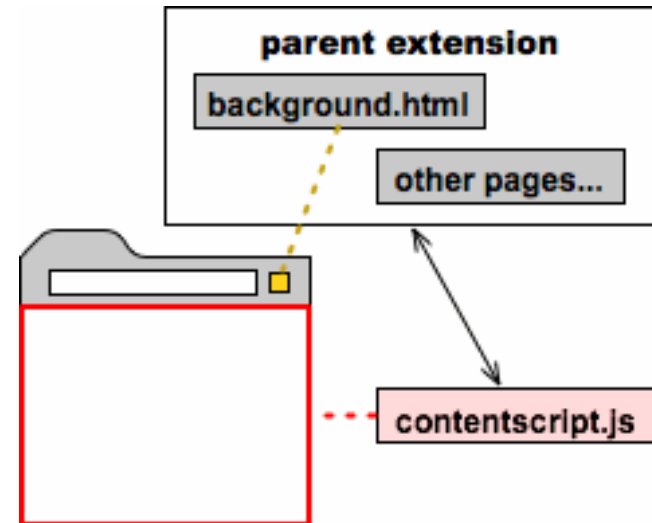 parent extension
background.html
other pages...
contentscript.js